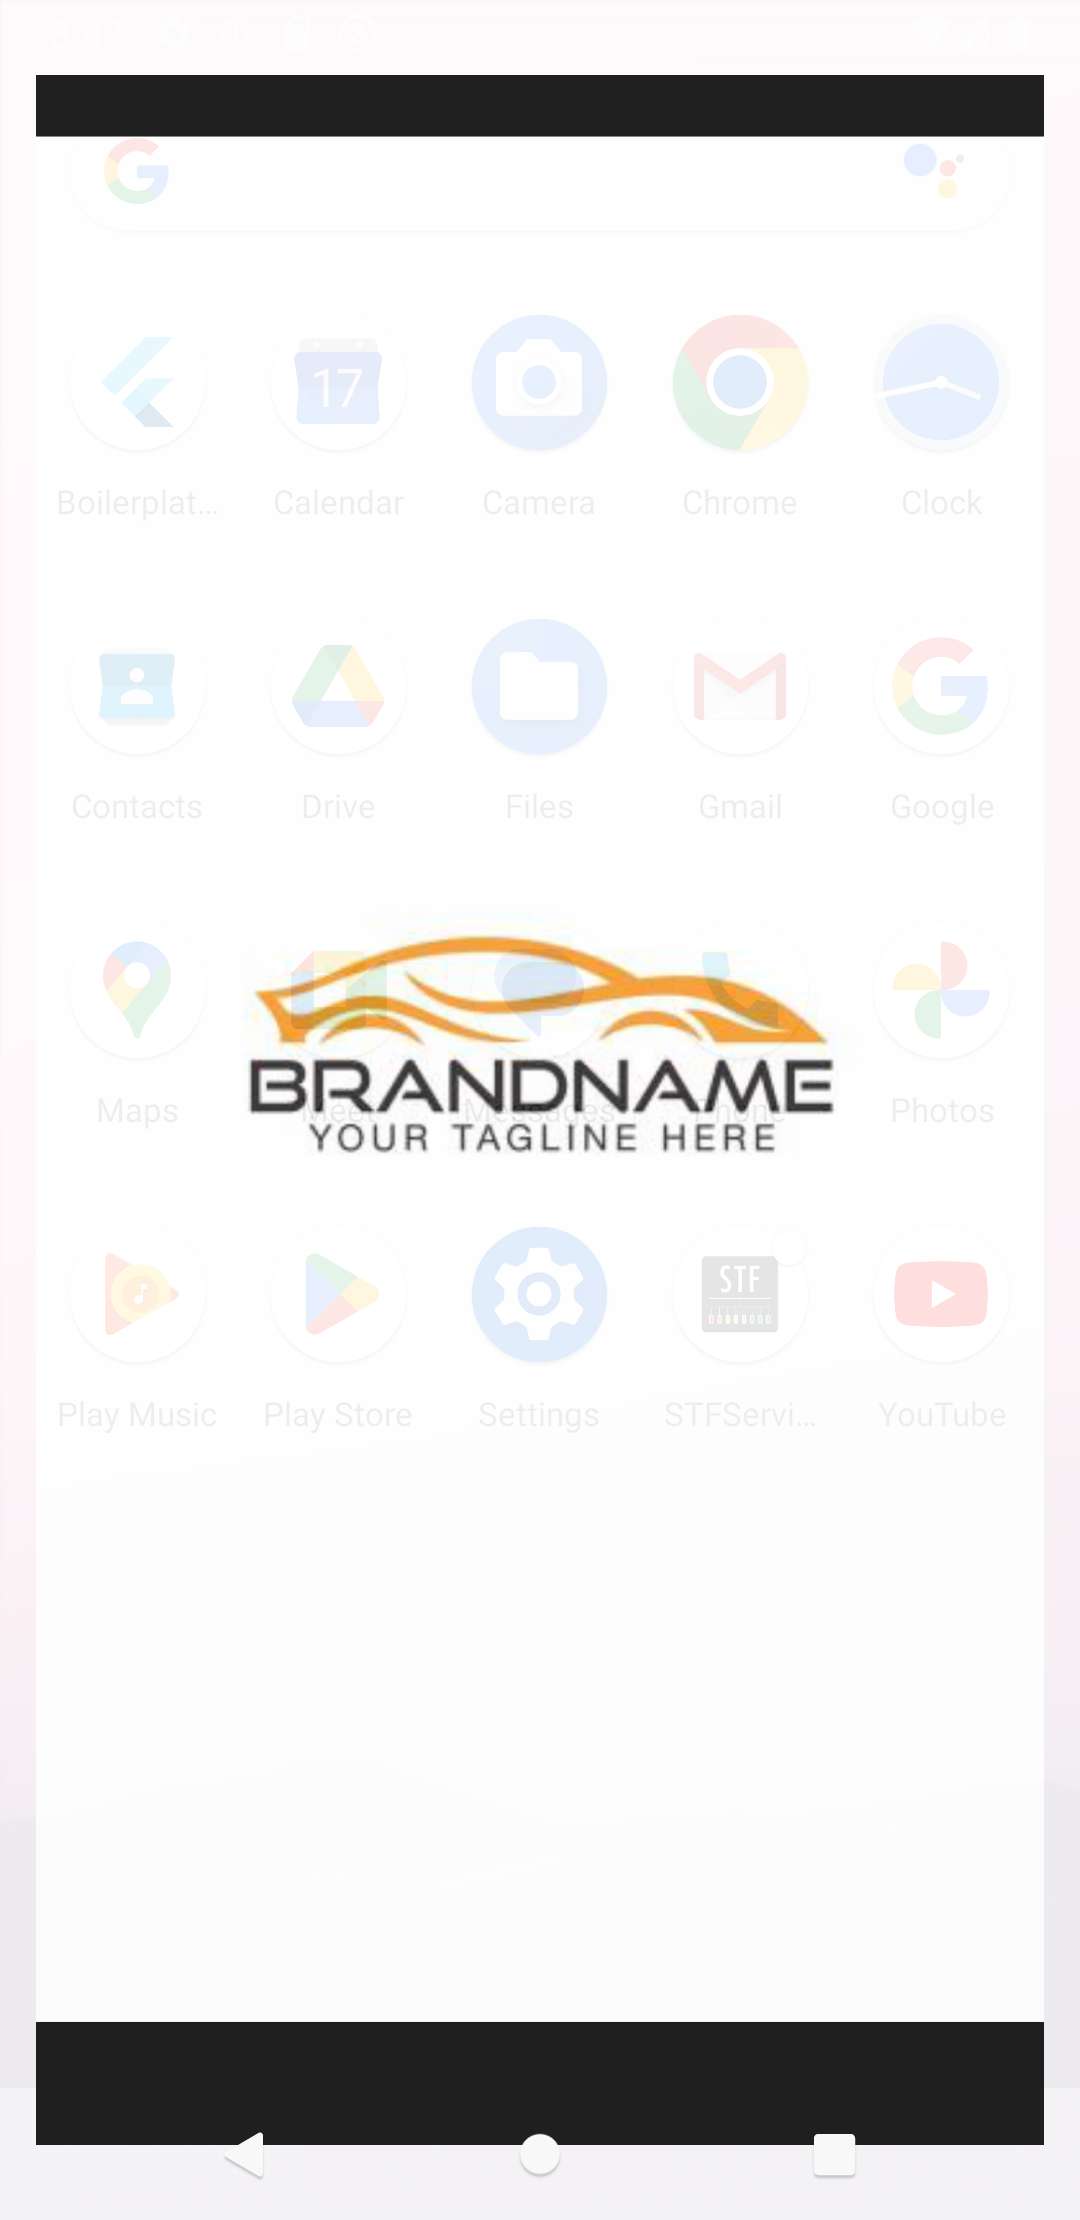 17
Boilerplat...
Calendar
Camera
Chrome
Clock
Contacts
Drive
Files
Gmail
Google
BRANDNAME
Maps
Meet
Messages
Phone
Photos
YOUR TAGLINE HERE
STF
Play Music
Play Store
Settings
STFServi...
YouTube